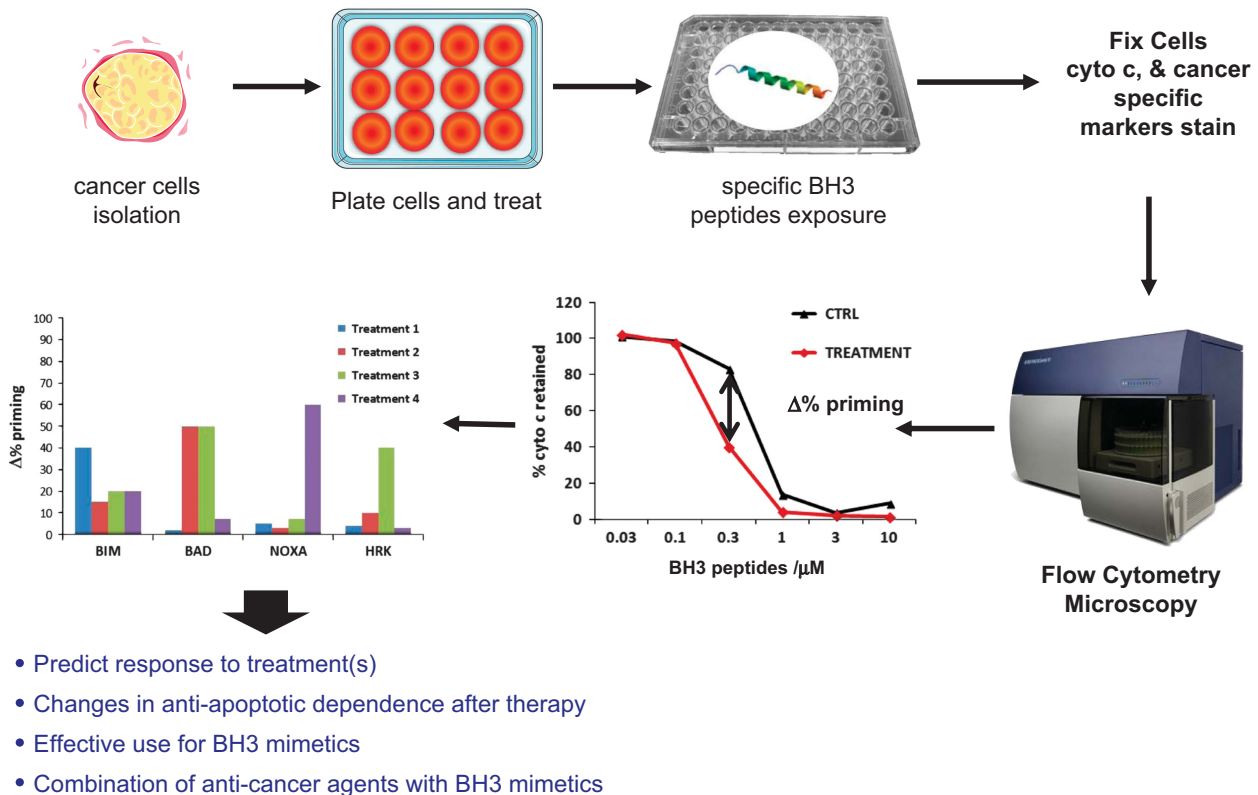 cancer cells
isolation
Plate cells and treat
specific BH3
peptides exposure
Fix Cells
cyto c, & cancer
specific
markers stain
Δ% priming
100
90
80
70
60
50
40
30
20
10
0
BIM
BAD
NOXA
HRK
Treatment 1
Treatment 2
Treatment 3
Treatment 4
% cyto c retained
120
100
80
60
40
20
0
0.03
0.1
0.3
1
3
10
BH3 peptides /μM
CTRL
TREATMENT
Δ% priming
Flow Cytometry
Microscopy
• Predict response to treatment(s)
• Changes in anti-apoptotic dependence after therapy
• Effective use for BH3 mimetics
• Combination of anti-cancer agents with BH3 mimetics